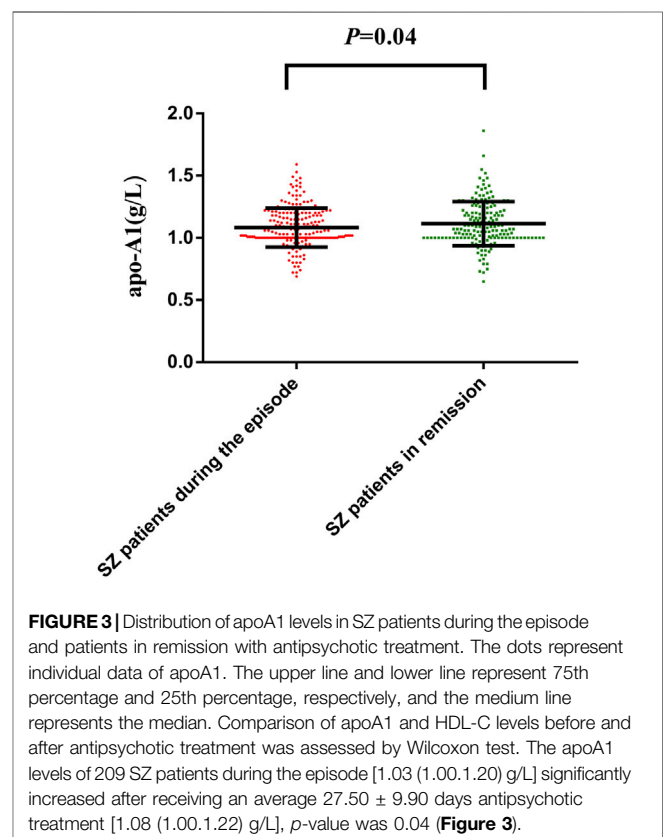 P=0.04
2.0
1.5
1.0
0.5
0.0
apo-A1(g/L)
SZ patients during the episode
SZ patients in remission
FIGURE 3 | Distribution of apoA1 levels in SZ patients during the episode
and patients in remission with antipsychotic treatment. The dots represent
individual data of apoA1. The upper line and lower line represent 75th
percentage and 25th percentage, respectively, and the medium line
represents the median. Comparison of apoA1 and HDL-C levels before and
after antipsychotic treatment was assessed by Wilcoxon test. The apoA1
levels of 209 SZ patients during the episode [1.03 (1.00.1.20) g/L] significantly
increased after receiving an average 27.50 ± 9.90 days antipsychotic
treatment [1.08 (1.00.1.22) g/L], p-value was 0.04 (Figure 3).